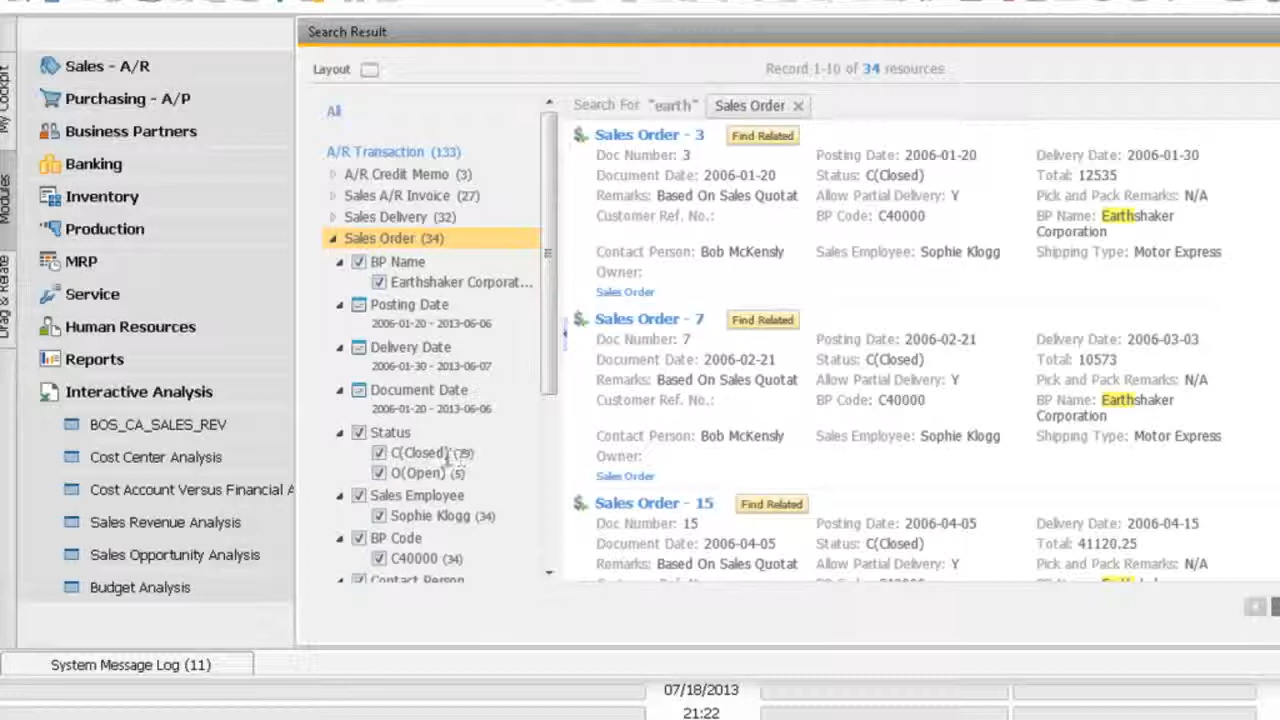 Search Result
My Cockpit
Modules
Drag & Relate
Sales - A/R
Purchasing - A/P
Business Partners
Banking
Inventory
Production
MRP
Service
Human Resources
Reports
Interactive Analysis
BOS_CA_SALES_REV
Cost Center Analysis
Cost Account Versus Financial A
Sales Revenue Analysis
Sales Opportunity Analysis
Budget Analysis
Layout
Record 1-10 of 34 resources
All
A/R Transaction (133)
A/R Credit Memo (3)
Sales A/R Invoice (27)
Sales Delivery (32)
Sales Order (34)
BP Name
Earthshaker Corporat...
Posting Date
2006-01-20 - 2013-06-06
Delivery Date
2006-01-30 - 2013-06-07
Document Date
2006-01-20 - 2013-06-06
Status
C(Closed) (29)
O(Open) (5)
Sales Employee
Sophie Klogg (34)
BP Code
C40000 (34)
Contact Person
Search For "earth" Sales Order
Sales Order - 3 Find Related
Doc Number: 3 Posting Date: 2006-01-20 Delivery Date: 2006-01-30
Document Date: 2006-01-20 Status: C(Closed) Total: 12535
Remarks: Based On Sales Quotat Allow Partial Delivery: Y Pick and Pack Remarks: N/A
Customer Ref. No.: BP Code: C40000 BP Name: Earthshaker
Corporation
Contact Person: Bob McKensly Sales Employee: Sophie Klogg Shipping Type: Motor Express
Owner:
Sales Order
Sales Order - 7 Find Related
Doc Number: 7 Posting Date: 2006-02-21 Delivery Date: 2006-03-03
Document Date: 2006-02-21 Status: C(Closed) Total: 10573
Remarks: Based On Sales Quotat Allow Partial Delivery: Y Pick and Pack Remarks: N/A
Customer Ref. No.: BP Code: C40000 BP Name: Earthshaker
Corporation
Contact Person: Bob McKensly Sales Employee: Sophie Klogg Shipping Type: Motor Express
Owner:
Sales Order
Sales Order - 15 Find Related
Doc Number: 15 Posting Date: 2006-04-05 Delivery Date: 2006-04-15
Document Date: 2006-04-05 Status: C(Closed) Total: 41120.25
Remarks: Based On Sales Quotat Allow Partial Delivery: Y Pick and Pack Remarks: N/A
System Message Log (11)
07/18/2013
21:22